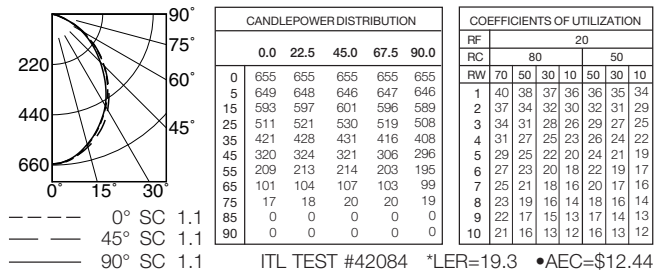 90°
75°
60°
45°
220
440
660
0° 15° 30°
0° SC 1.1
45° SC 1.1
90° SC 1.1
CANDLEPOWER DISTRIBUTION
0.0 22.5 45.0 67.5 90.0
0 655 655 655 655 655
5 649 648 646 647 646
15 593 597 601 596 589
25 511 521 530 519 508
35 421 428 431 416 408
45 320 324 321 306 296
55 209 213 214 203 195
65 101 104 107 103 99
75 17 18 20 20 19
85 0 0 0 0 0
90 0 0 0 0 0
COEFFICIENTS OF UTILIZATION
RF 20
RC 80 50
RW 70 50 30 10 50 30 10
1 40 38 37 36 36 35 34
2 37 34 32 30 32 31 29
3 34 31 28 26 29 27 25
4 31 27 25 23 26 24 22
5 29 25 22 20 24 21 19
6 27 23 20 18 22 19 17
7 25 21 18 16 20 17 16
8 23 19 16 14 18 16 14
9 22 17 15 13 17 14 13
10 21 16 13 12 16 13 12
ITL TEST #42084 *LER=19.3 •AEC=$12.44